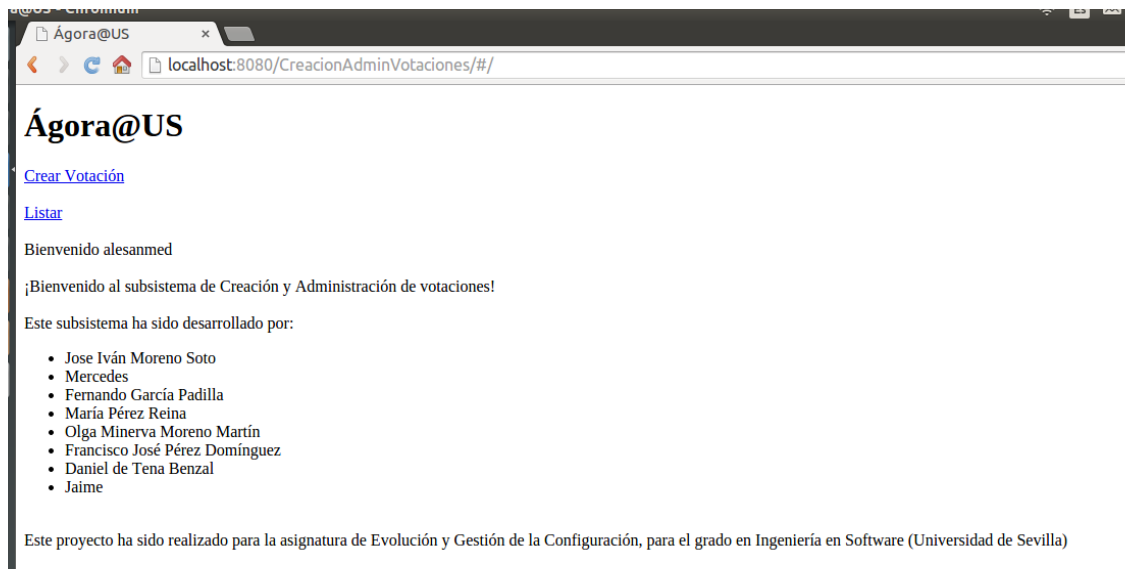 Ágora@US
localhost:8080/CreacionAdminVotaciones/#/
Ágora@US
Crear Votación
Listar
Bienvenido alesanmed
¡Bienvenido al subsistema de Creación y Administración de votaciones!
Este subsistema ha sido desarrollado por:
Jose Iván Moreno Soto
Mercedes
Fernando García Padilla
María Pérez Reina
Olga Minerva Moreno Martín
Francisco José Pérez Domínguez
Daniel de Tena Benzal
Jaime
Este proyecto ha sido realizado para la asignatura de Evolución y Gestión de la Configuración, para el grado en Ingeniería en Software (Universidad de Sevilla)